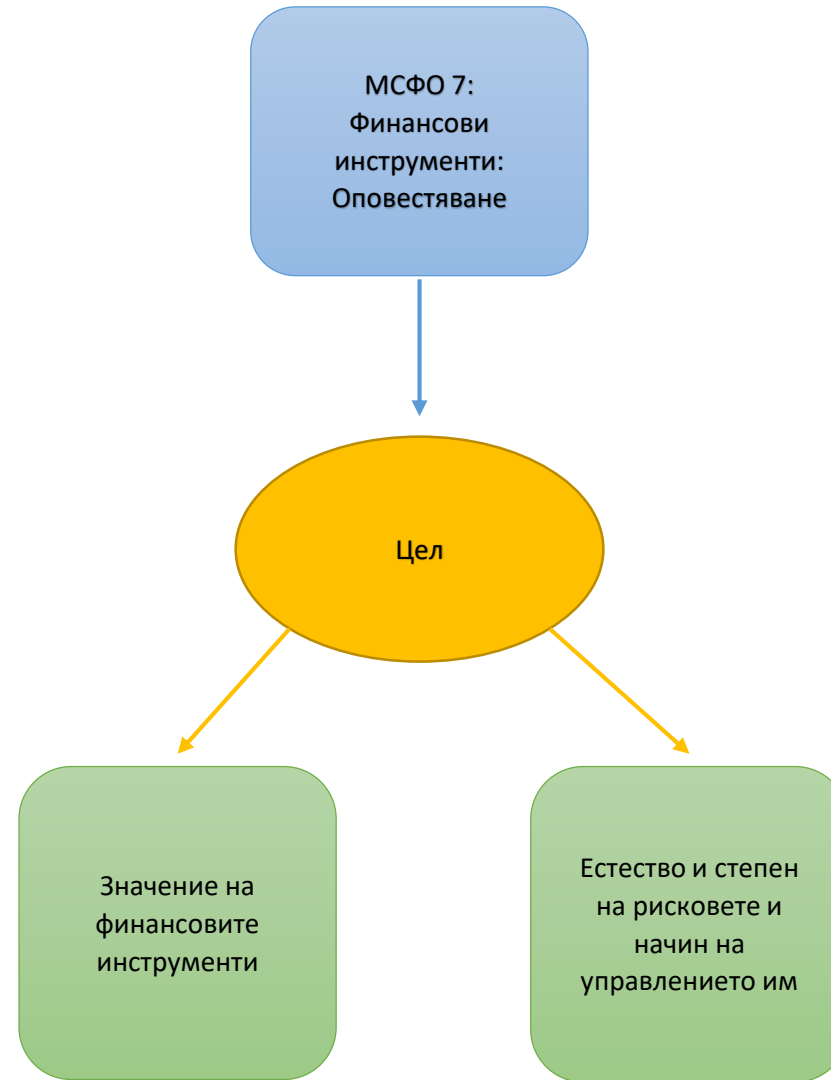 МСФО 7:
Финансови
инструменти:
Оповестяване
Цел
Значение на
финансовите
инструменти
Естество и степен
на рисковете и
начин на
управлението им